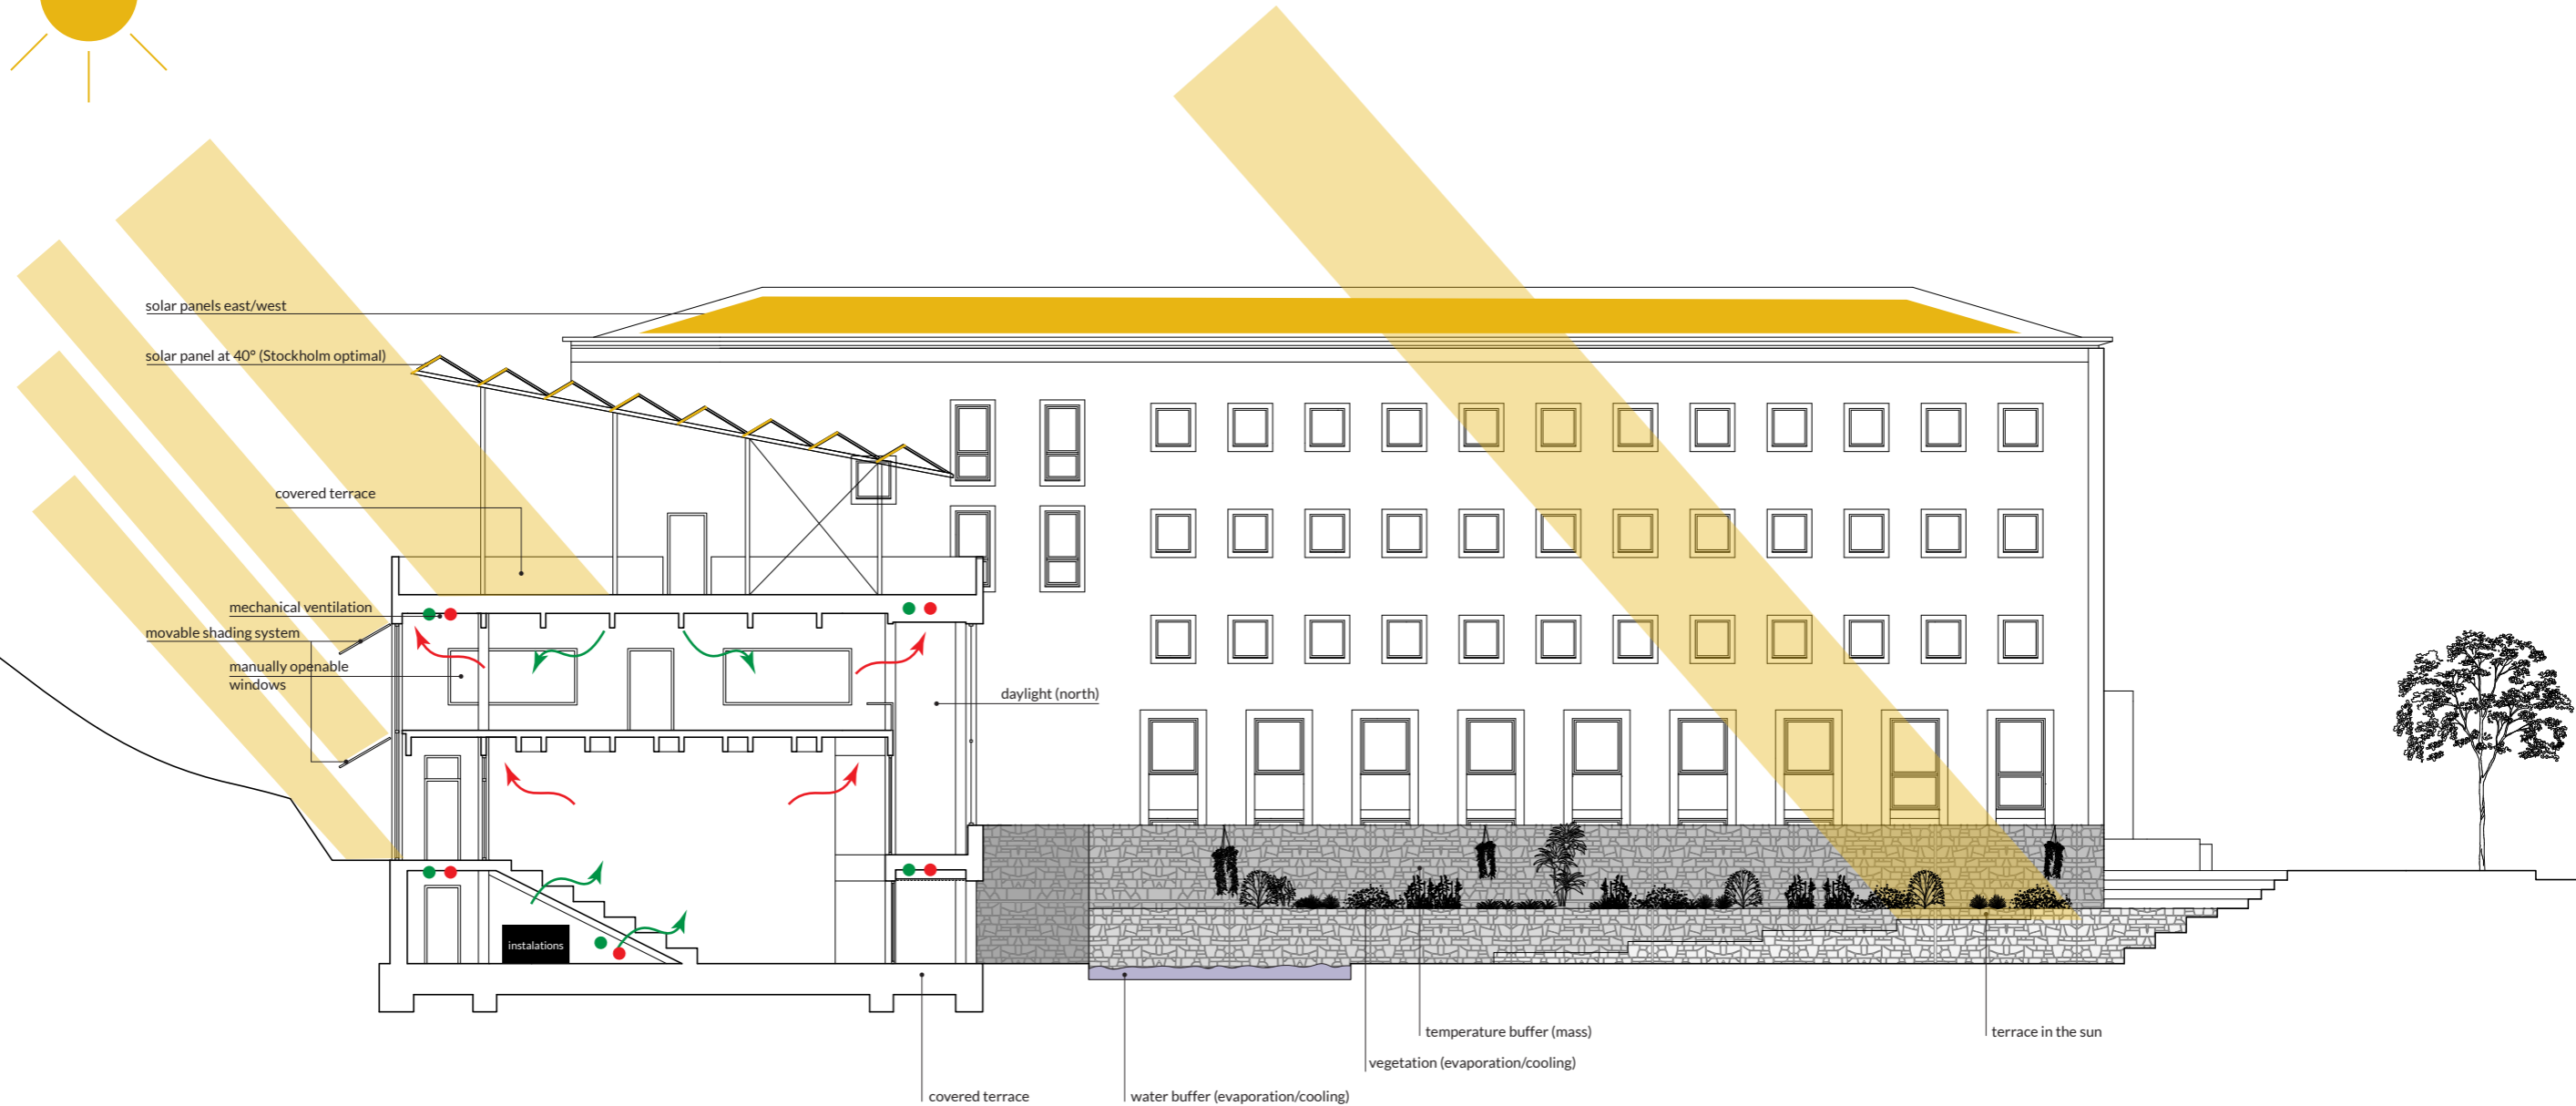 solar panels east/west
solar panel at 40° (Stockholm optimal)
covered terrace
mechanical ventilation
movable shading system
manually openable
windows
daylight (north)
instalations
temperature buffer (mass)
terrace in the sun
vegetation (evaporation/cooling)
covered terrace
water buffer (evaporation/cooling)